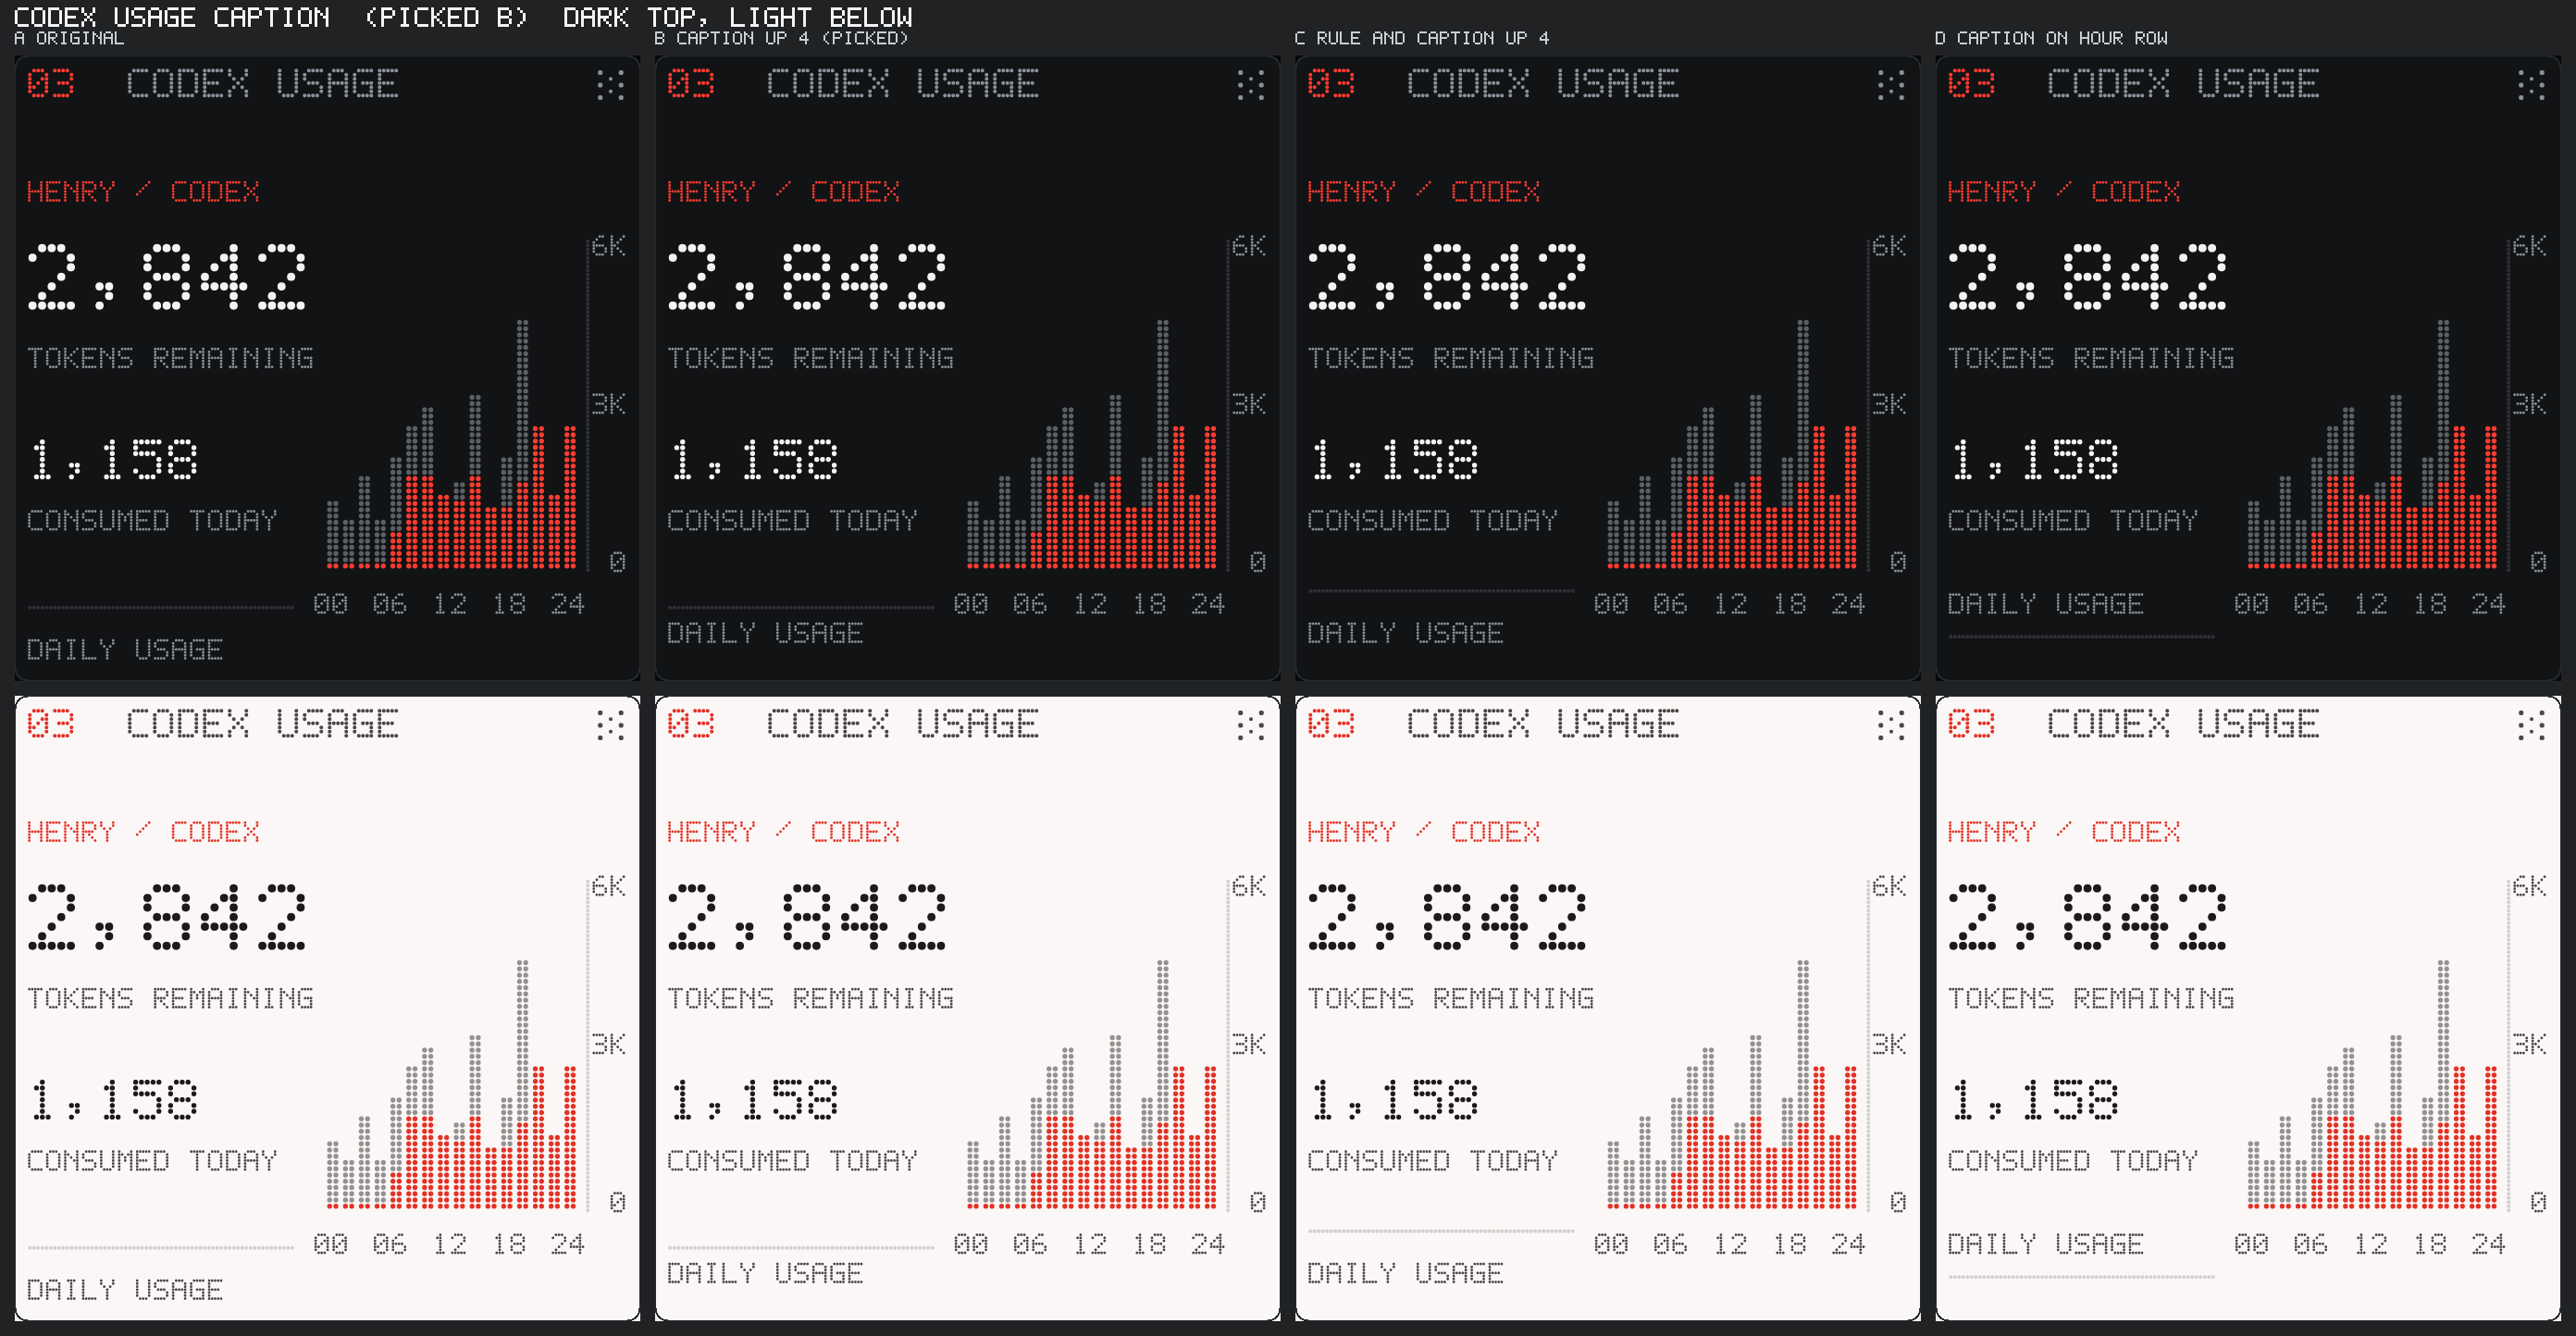 CODEX USAGE CAPTION (PICKED B) DARK TOP, LIGHT BELOW
A ORIGINAL
03 CODEX USAGE
HENRY / CODEX
2,842
6K
TOKENS REMAINING
3K
1,158
CONSUMED TODAY
0
00 06 12 18 24
DAILY USAGE
B CAPTION UP 4 (PICKED)
03 CODEX USAGE
HENRY / CODEX
2,842
6K
TOKENS REMAINING
3K
1,158
CONSUMED TODAY
0
00 06 12 18 24
DAILY USAGE
C RULE AND CAPTION UP 4
03 CODEX USAGE
HENRY / CODEX
2,842
6K
TOKENS REMAINING
3K
1,158
CONSUMED TODAY
0
00 06 12 18 24
DAILY USAGE
D CAPTION ON HOUR ROW
03 CODEX USAGE
HENRY / CODEX
2,842
6K
TOKENS REMAINING
3K
1,158
CONSUMED TODAY
0
DAILY USAGE 00 06 12 18 24
03 CODEX USAGE
HENRY / CODEX
2,842
6K
TOKENS REMAINING
3K
1,158
CONSUMED TODAY
0
00 06 12 18 24
DAILY USAGE
03 CODEX USAGE
HENRY / CODEX
2,842
6K
TOKENS REMAINING
3K
1,158
CONSUMED TODAY
0
00 06 12 18 24
DAILY USAGE
03 CODEX USAGE
HENRY / CODEX
2,842
6K
TOKENS REMAINING
3K
1,158
CONSUMED TODAY
0
00 06 12 18 24
DAILY USAGE
03 CODEX USAGE
HENRY / CODEX
2,842
6K
TOKENS REMAINING
3K
1,158
CONSUMED TODAY
0
DAILY USAGE 00 06 12 18 24